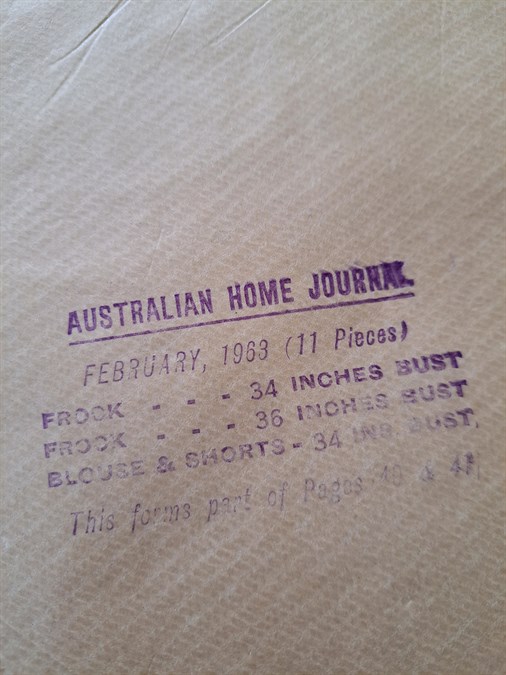 AUSTRALIAN HOME JOURNAL
FEBRUARY, 1963 (11 Pieces)
FROCK - - - 34 INCHES BUST
FROCK - - - 36 INCHES BUST
BLOUSE & SHORTS - 34 INS. BUST.
This forms part of Pages 40 &